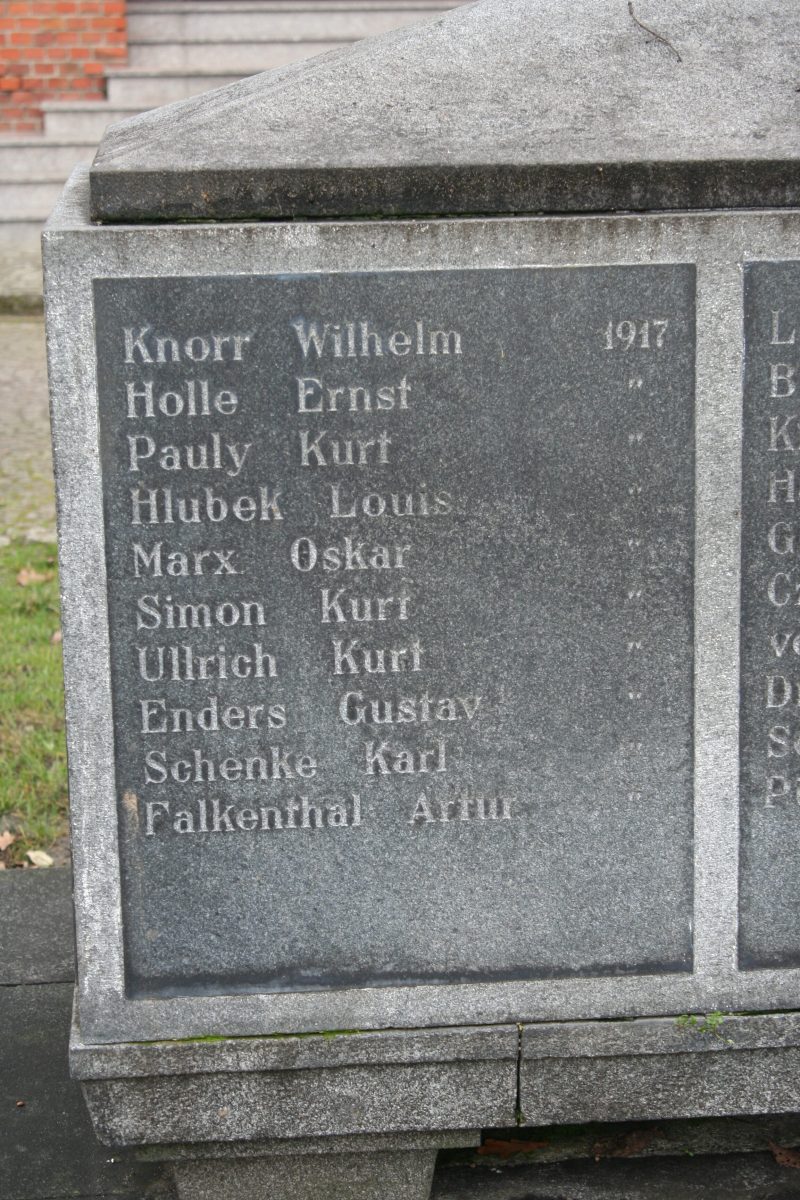 Knorr Wilhelm 1917
Holle Ernst "
Pauly Kurt "
Hlubek Louis "
Marx Oskar "
Simon Kurt "
Ullrich Kurt "
Enders Gustav "
Schenke Karl "
Falkenthal Artur "